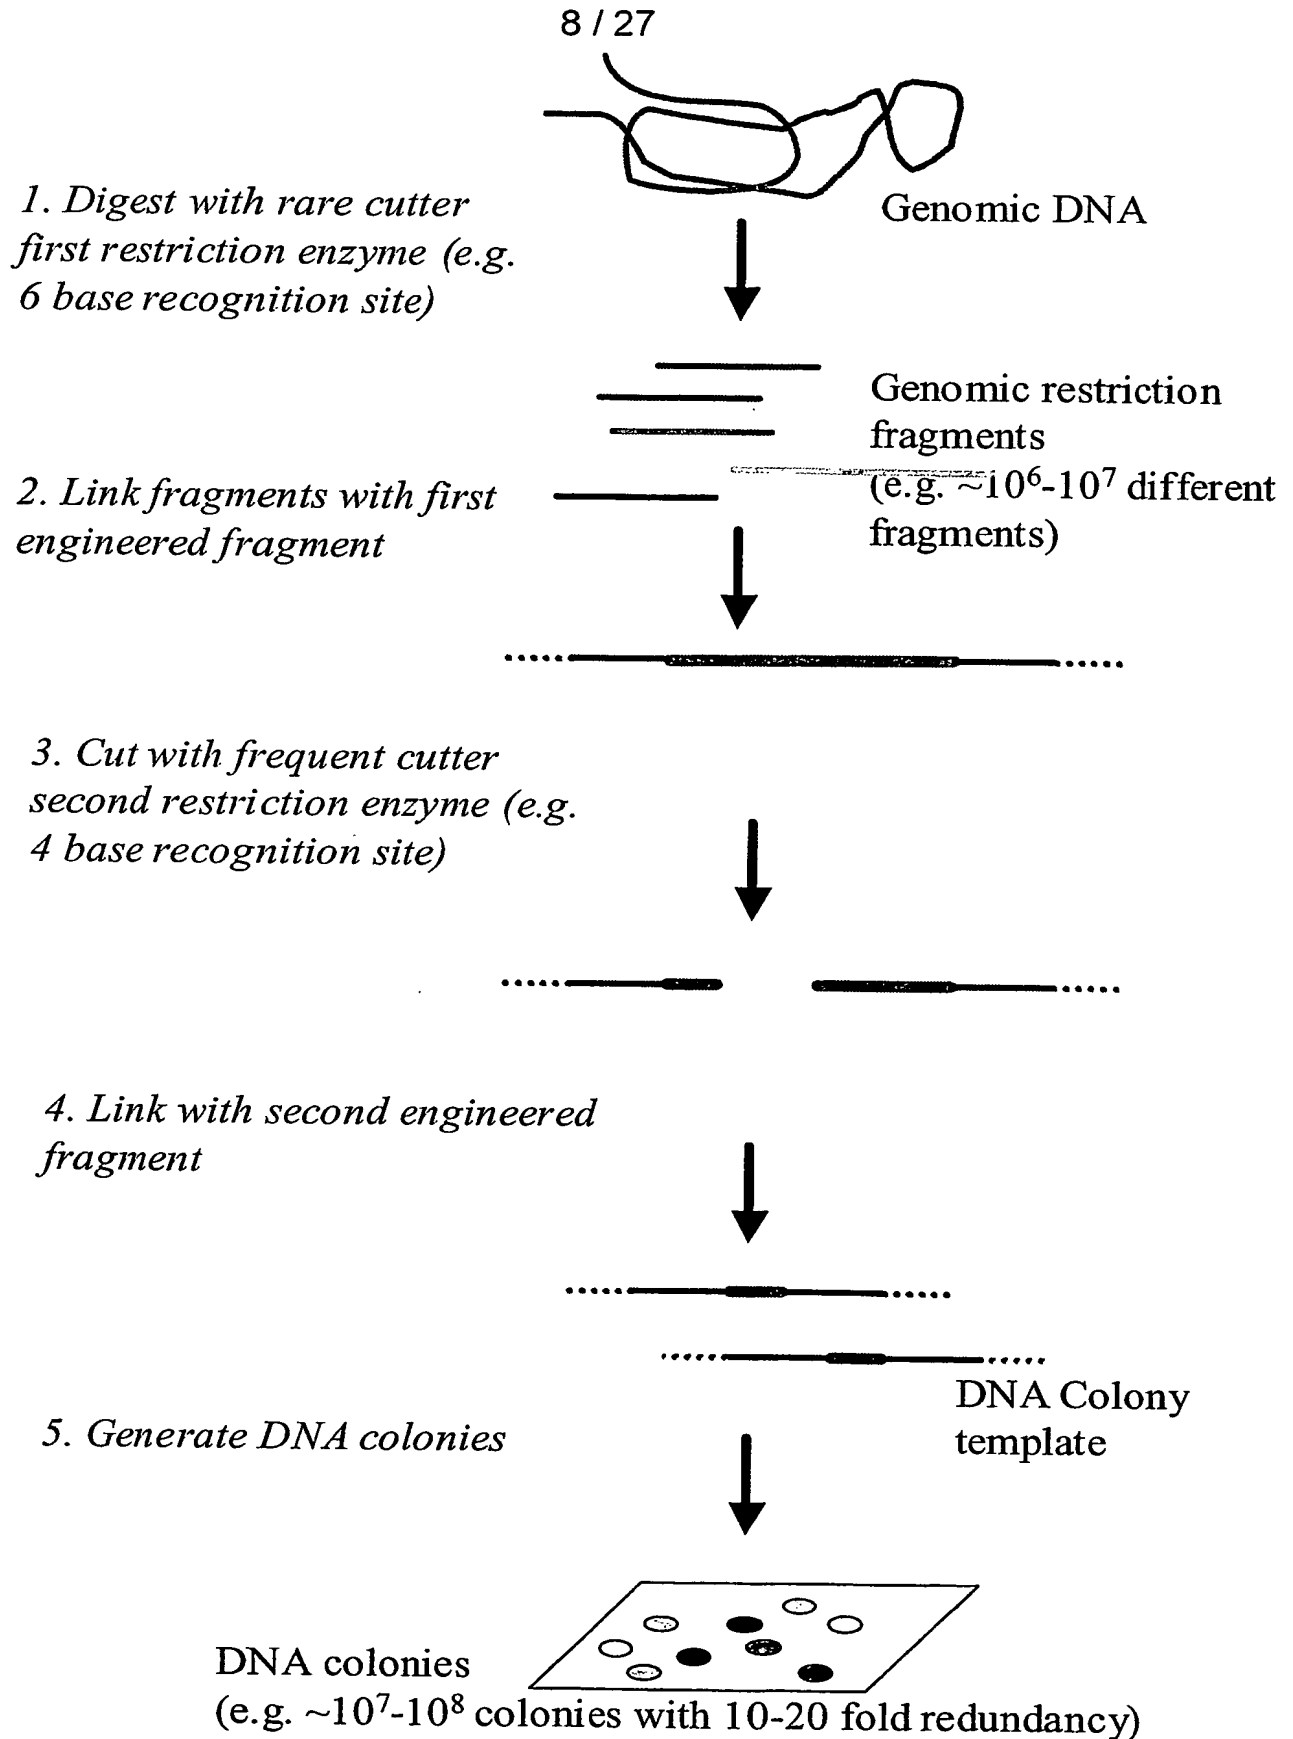 8 / 27
1. Digest with rare cutter
first restriction enzyme (e.g.
6 base recognition site)
Genomic DNA
Genomic restriction
fragments
(e.g. ~10⁶-10⁷ different
fragments)
2. Link fragments with first
engineered fragment
3. Cut with frequent cutter
second restriction enzyme (e.g.
4 base recognition site)
4. Link with second engineered
fragment
DNA Colony
template
5. Generate DNA colonies
DNA colonies
(e.g. ~10⁷-10⁸ colonies with 10-20 fold redundancy)